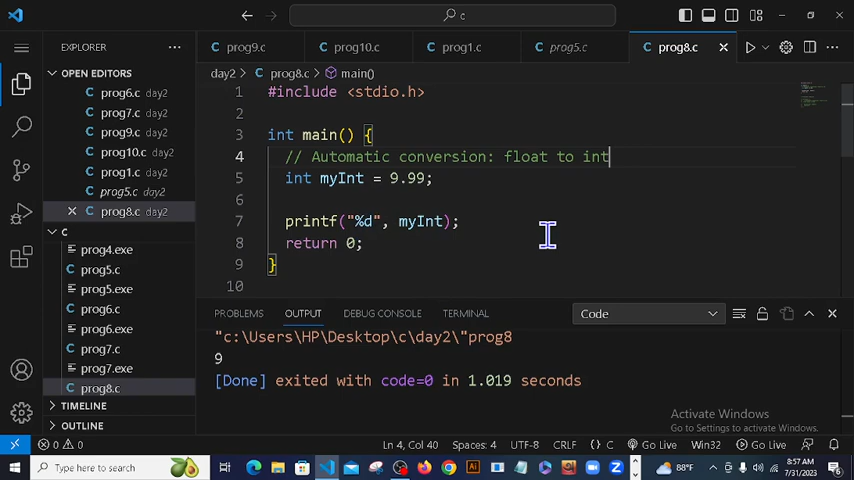 c
EXPLORER
prog9.c
prog10.c
prog1.c
prog5.c
prog8.c
OPEN EDITORS
prog6.c day2
prog7.c day2
prog9.c day2
prog10.c day2
prog1.c day2
prog5.c day2
prog8.c day2
C
prog4.exe
prog5.c
prog5.exe
prog6.c
prog6.exe
prog7.c
prog7.exe
prog8.c
TIMELINE
OUTLINE
day2 > prog8.c > main()
1 #include <stdio.h>
2
3 int main() {
4 // Automatic conversion: float to int
5 int myInt = 9.99;
6
7 printf("%d", myInt);
8 return 0;
9 }
10
PROBLEMS OUTPUT DEBUG CONSOLE TERMINAL
Code
"c:\Users\HP\Desktop\c\day2\"prog8
9
[Done] exited with code=0 in 1.019 seconds
Activate Windows
Go to Settings to activate Windows.
0 0 Ln 4, Col 40 Spaces: 4 UTF-8 CRLF {} C Go Live Win32 Go Live
Type here to search
88°F
8:57 AM
7/31/2023
6